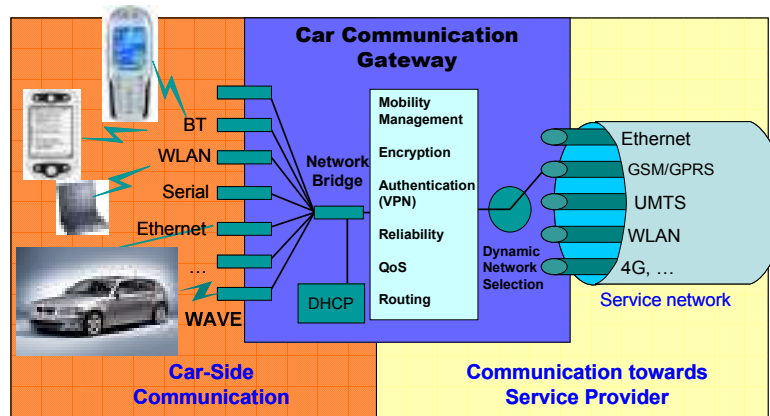 Car Communication
Gateway
BT
WLAN
Serial
Ethernet
...
WAVE
Network
Bridge
DHCP
Mobility
Management
Encryption
Authentication
(VPN)
Reliability
QoS
Routing
Dynamic
Network
Selection
Ethernet
GSM/GPRS
UMTS
WLAN
4G, ...
Service network
Car-Side
Communication
Communication towards
Service Provider